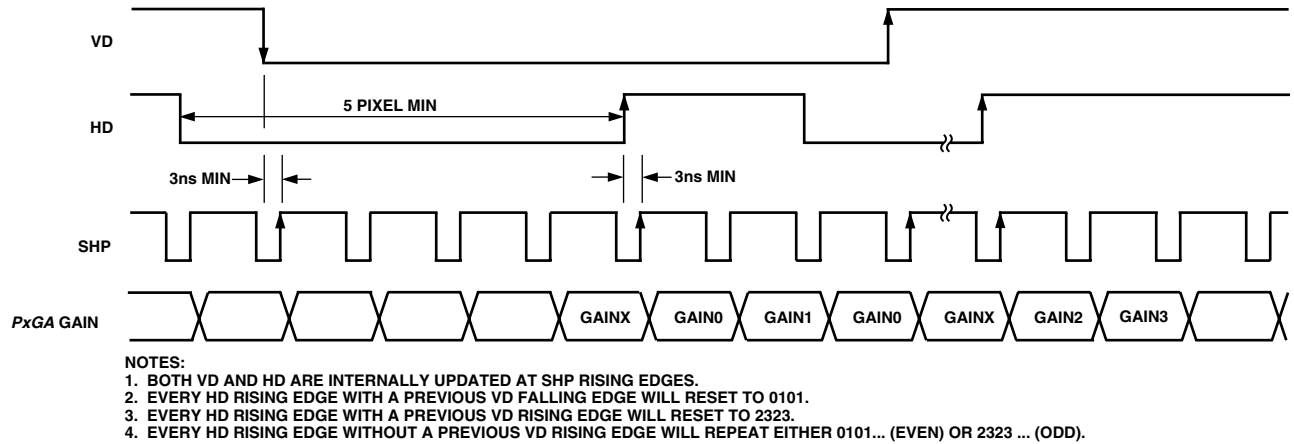 VD
5 PIXEL MIN
HD
3ns MIN
3ns MIN
SHP
PxGA GAIN
GAINX
GAIN0
GAIN1
GAIN0
GAINX
GAIN2
GAIN3
NOTES:
1. BOTH VD AND HD ARE INTERNALLY UPDATED AT SHP RISING EDGES.
2. EVERY HD RISING EDGE WITH A PREVIOUS VD FALLING EDGE WILL RESET TO 0101.
3. EVERY HD RISING EDGE WITH A PREVIOUS VD RISING EDGE WILL RESET TO 2323.
4. EVERY HD RISING EDGE WITHOUT A PREVIOUS VD RISING EDGE WILL REPEAT EITHER 0101... (EVEN) OR 2323 ... (ODD).